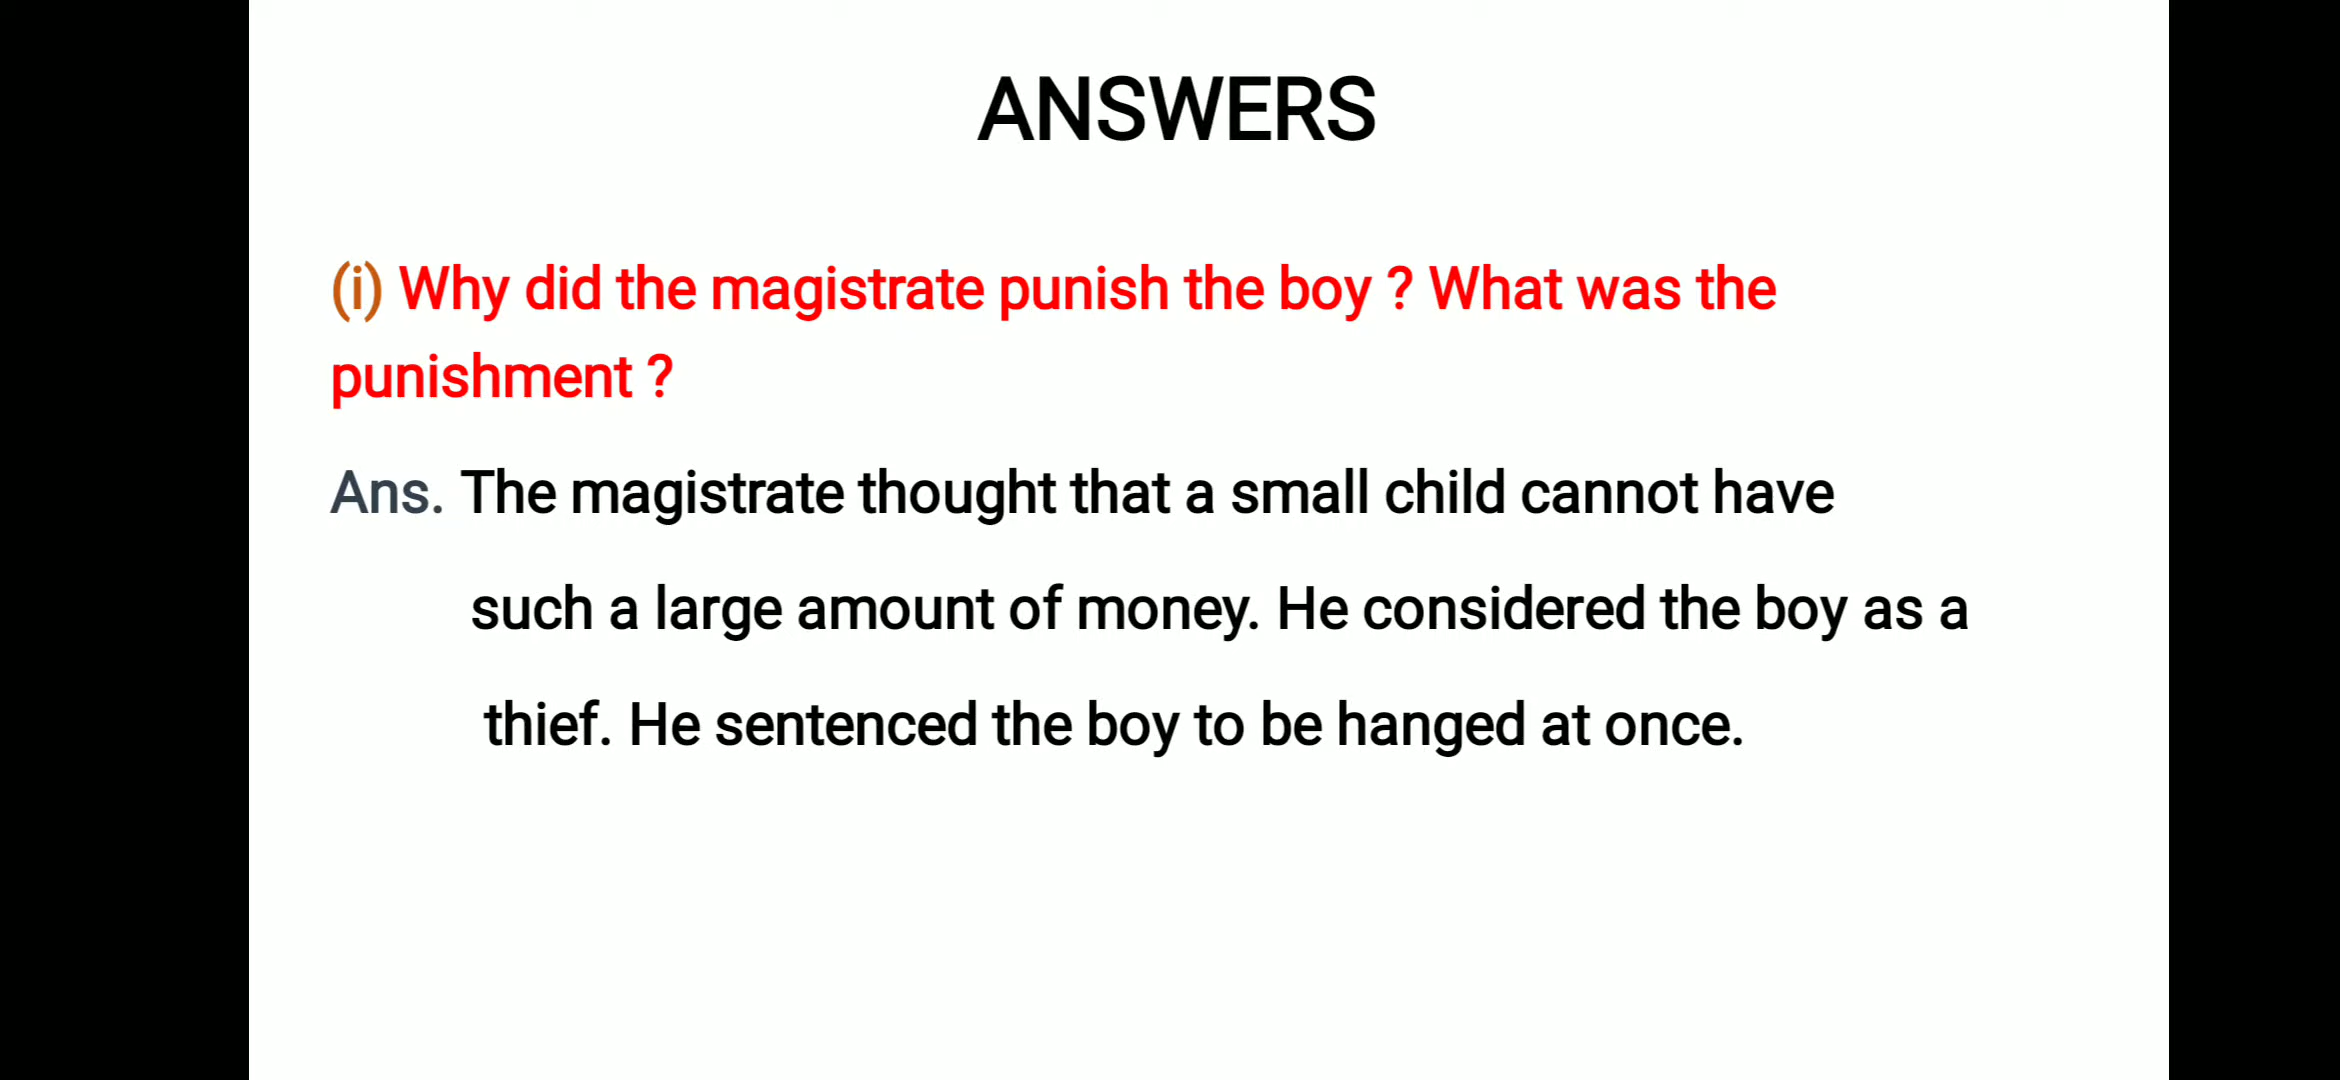 ANSWERS
(i) Why did the magistrate punish the boy ? What was the
punishment ?
Ans. The magistrate thought that a small child cannot have
such a large amount of money. He considered the boy as a
thief. He sentenced the boy to be hanged at once.